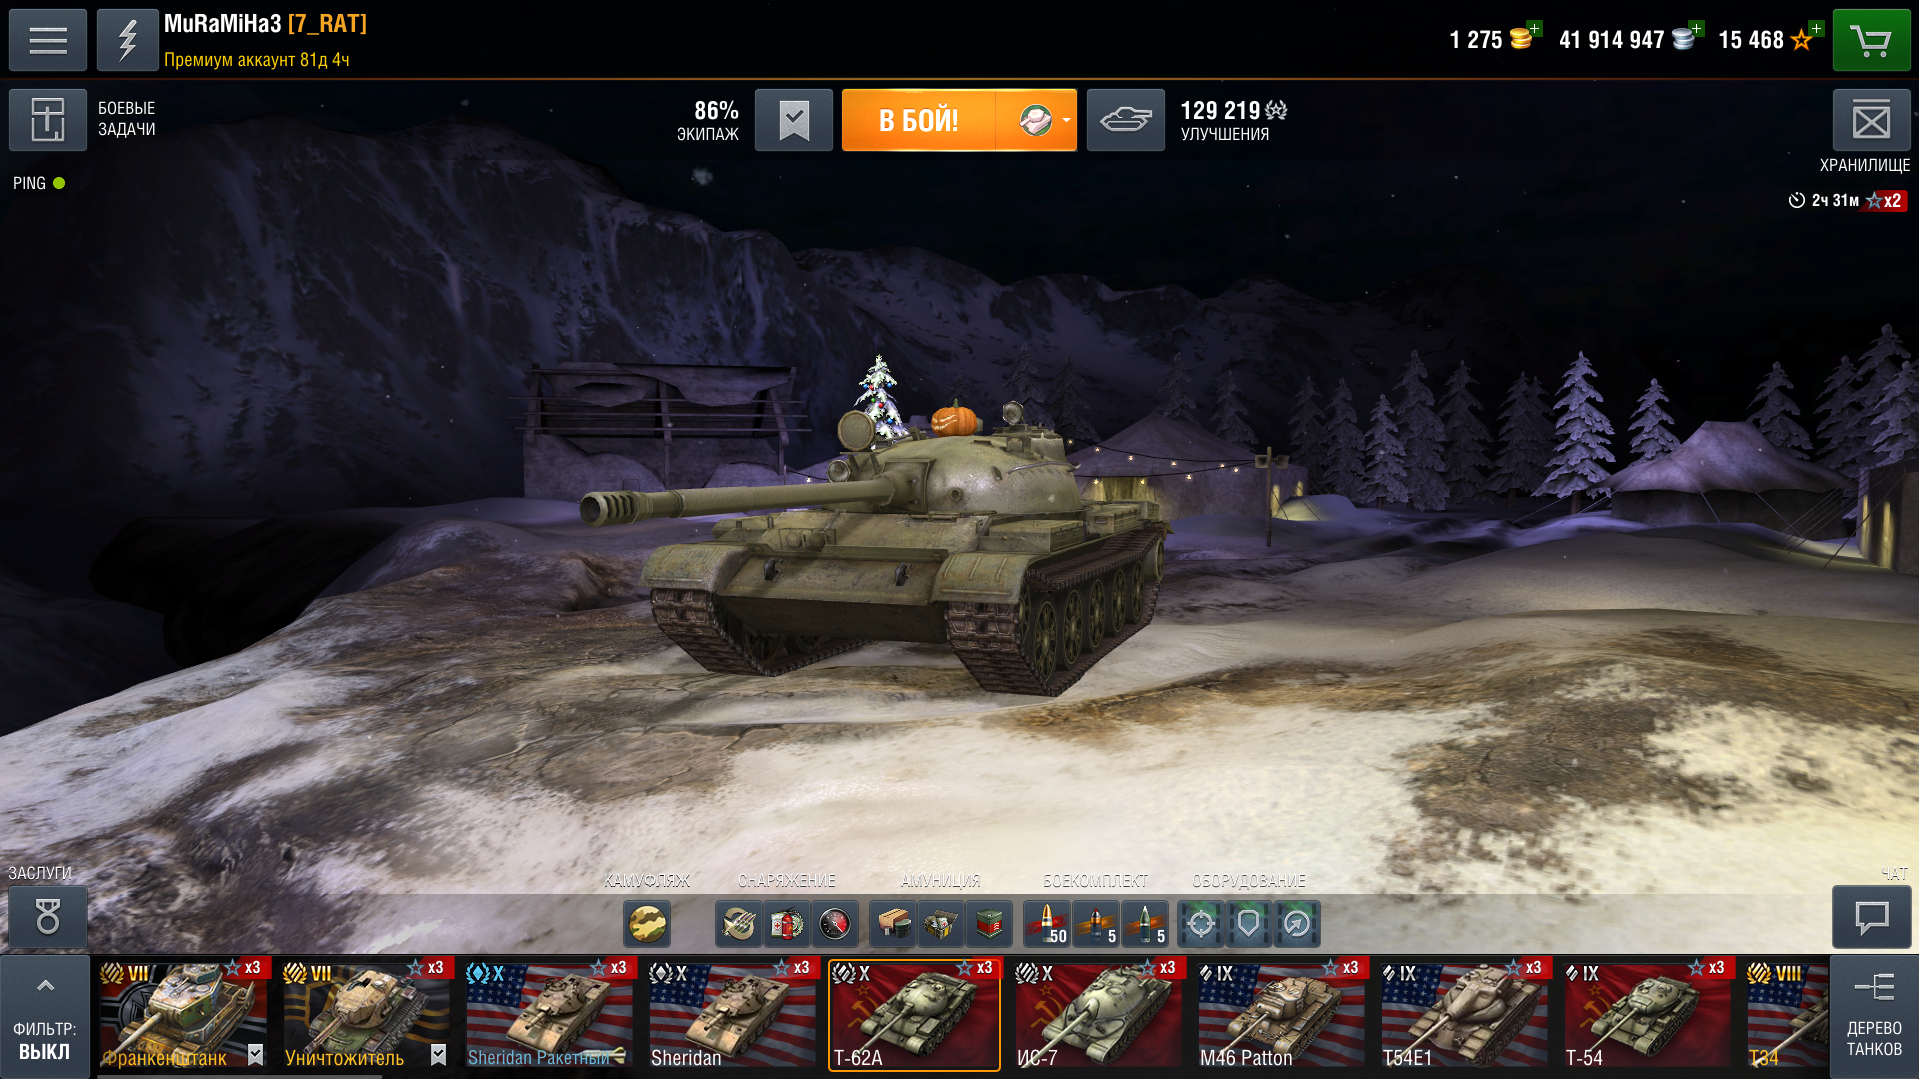 MuRaMiHa3 [7_RAT]
Премиум аккаунт 81д 4ч
1 275
41 914 947
15 468
БОЕВЫЕ
ЗАДАЧИ
86%
ЭКИПАЖ
В БОЙ!
129 219
УЛУЧШЕНИЯ
ХРАНИЛИЩЕ
PING
2ч 31м x2
ЗАСЛУГИ
КАМУФЛЯЖ СНАРЯЖЕНИЕ АМУНИЦИЯ БОЕКОМПЛЕКТ ОБОРУДОВАНИЕ
ЧАТ
50 5 5
VII x3
Франкенштанк
VII x3
Уничтожитель
X x3
Sheridan Ракетный
X x3
Sheridan
X x3
Т-62А
X x3
ИС-7
IX x3
M46 Patton
IX x3
T54E1
IX x3
Т-54
VIII
T34
ФИЛЬТР:
ВЫКЛ
ДЕРЕВО
ТАНКОВ